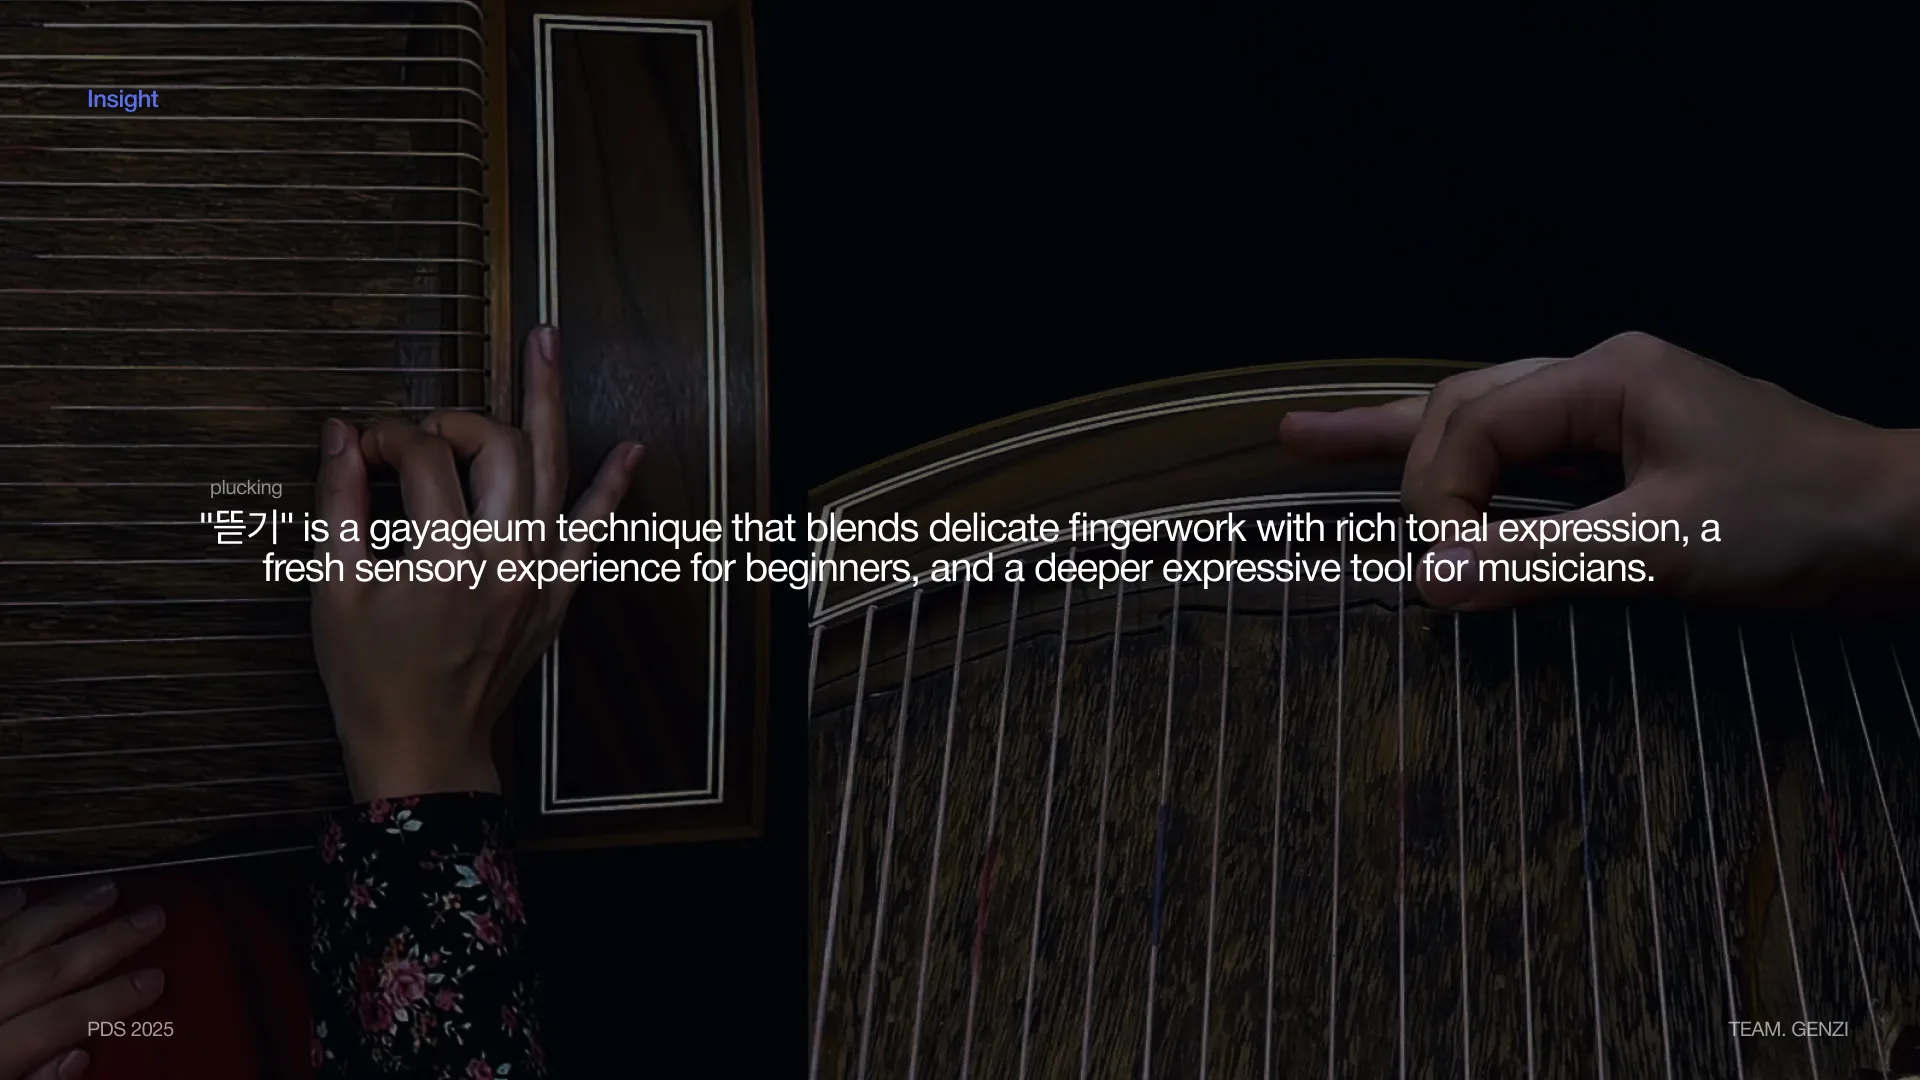 Insight
plucking
"뜯기" is a gayageum technique that blends delicate fingerwork with rich tonal expression, a
fresh sensory experience for beginners, and a deeper expressive tool for musicians.
PDS 2025
TEAM. GENZI